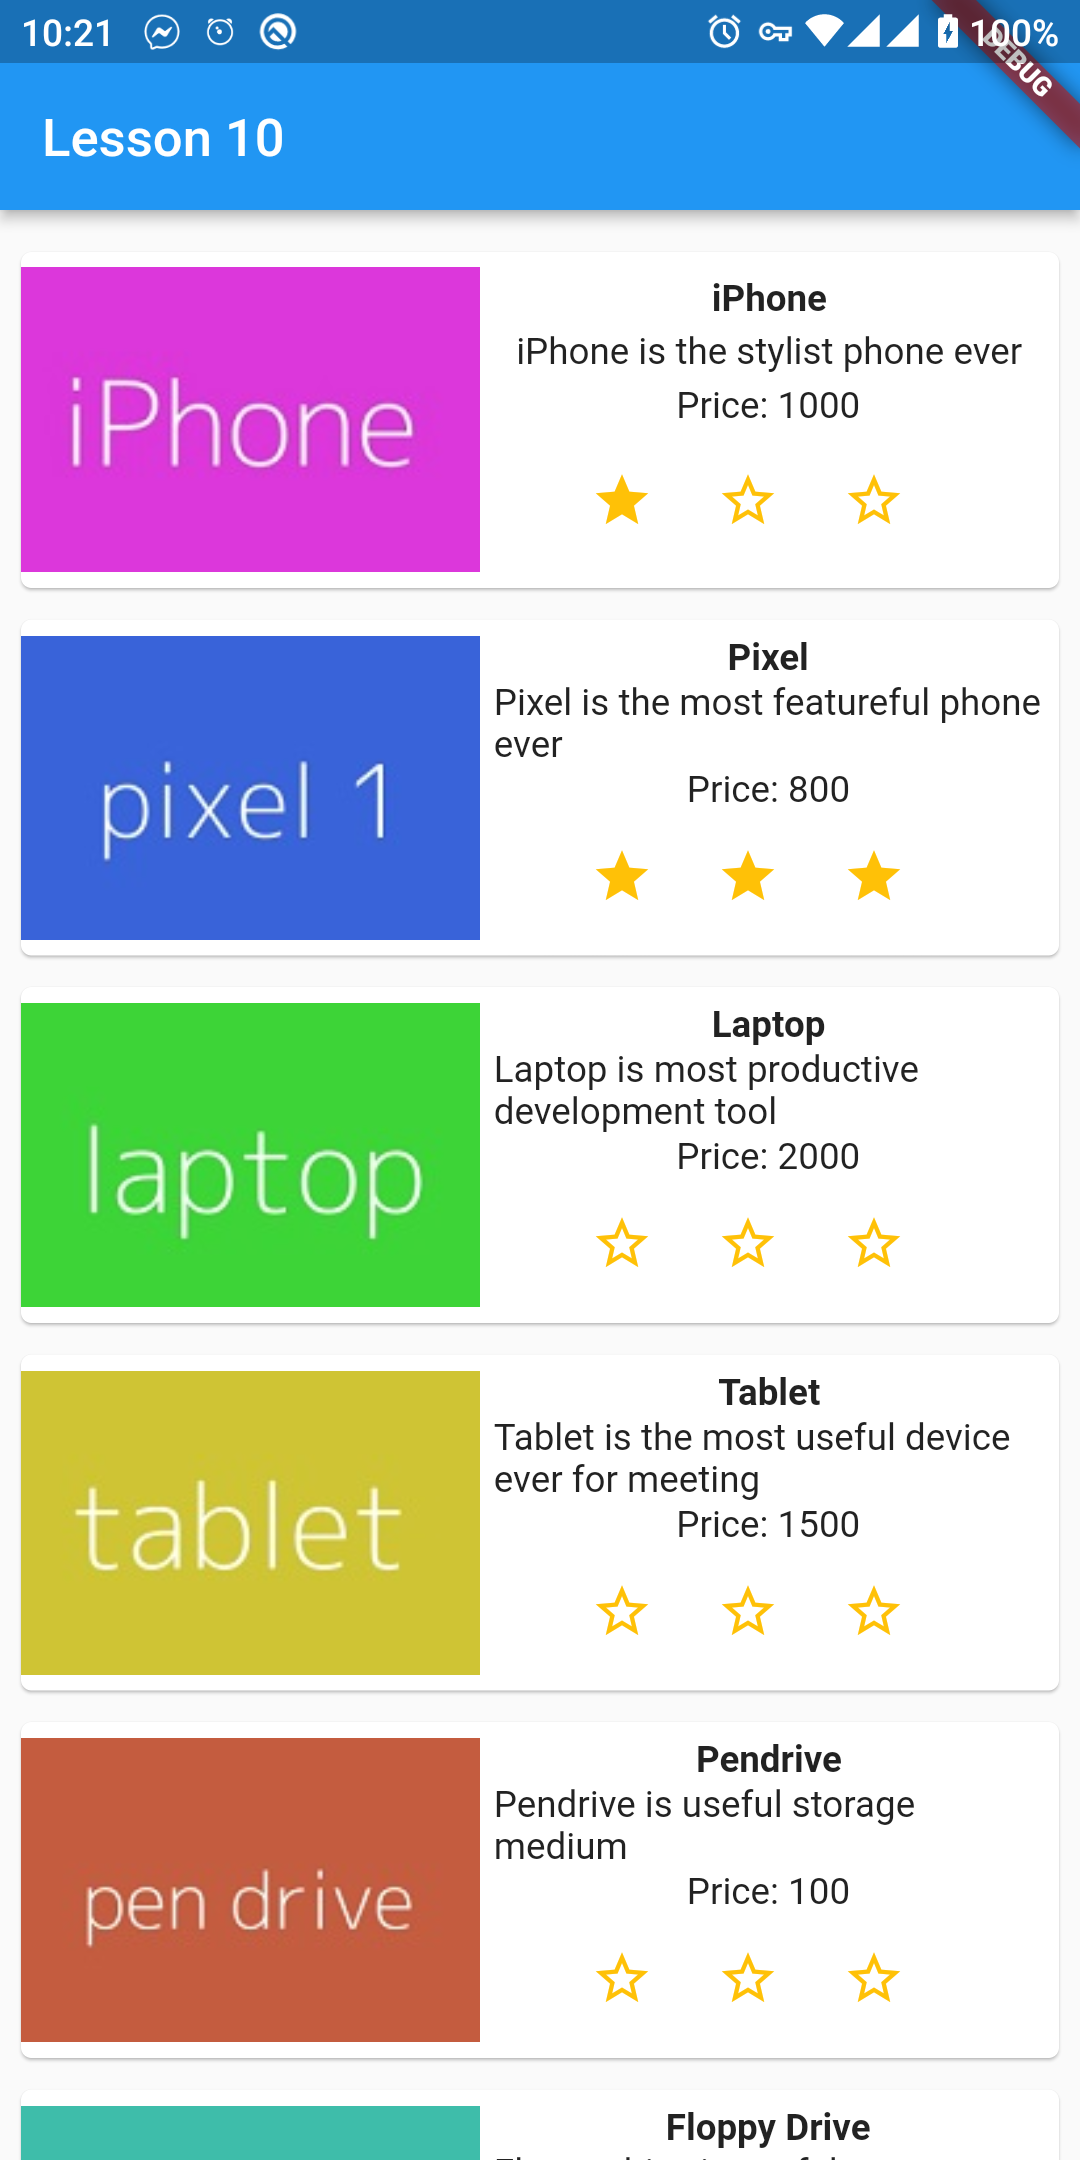 10:21
100%
DEBUG
Lesson 10
iPhone
iPhone
iPhone is the stylist phone ever
Price: 1000
pixel 1
Pixel
Pixel is the most featureful phone
ever
Price: 800
laptop
Laptop
Laptop is most productive
development tool
Price: 2000
tablet
Tablet
Tablet is the most useful device
ever for meeting
Price: 1500
pen drive
Pendrive
Pendrive is useful storage
medium
Price: 100
Floppy Drive